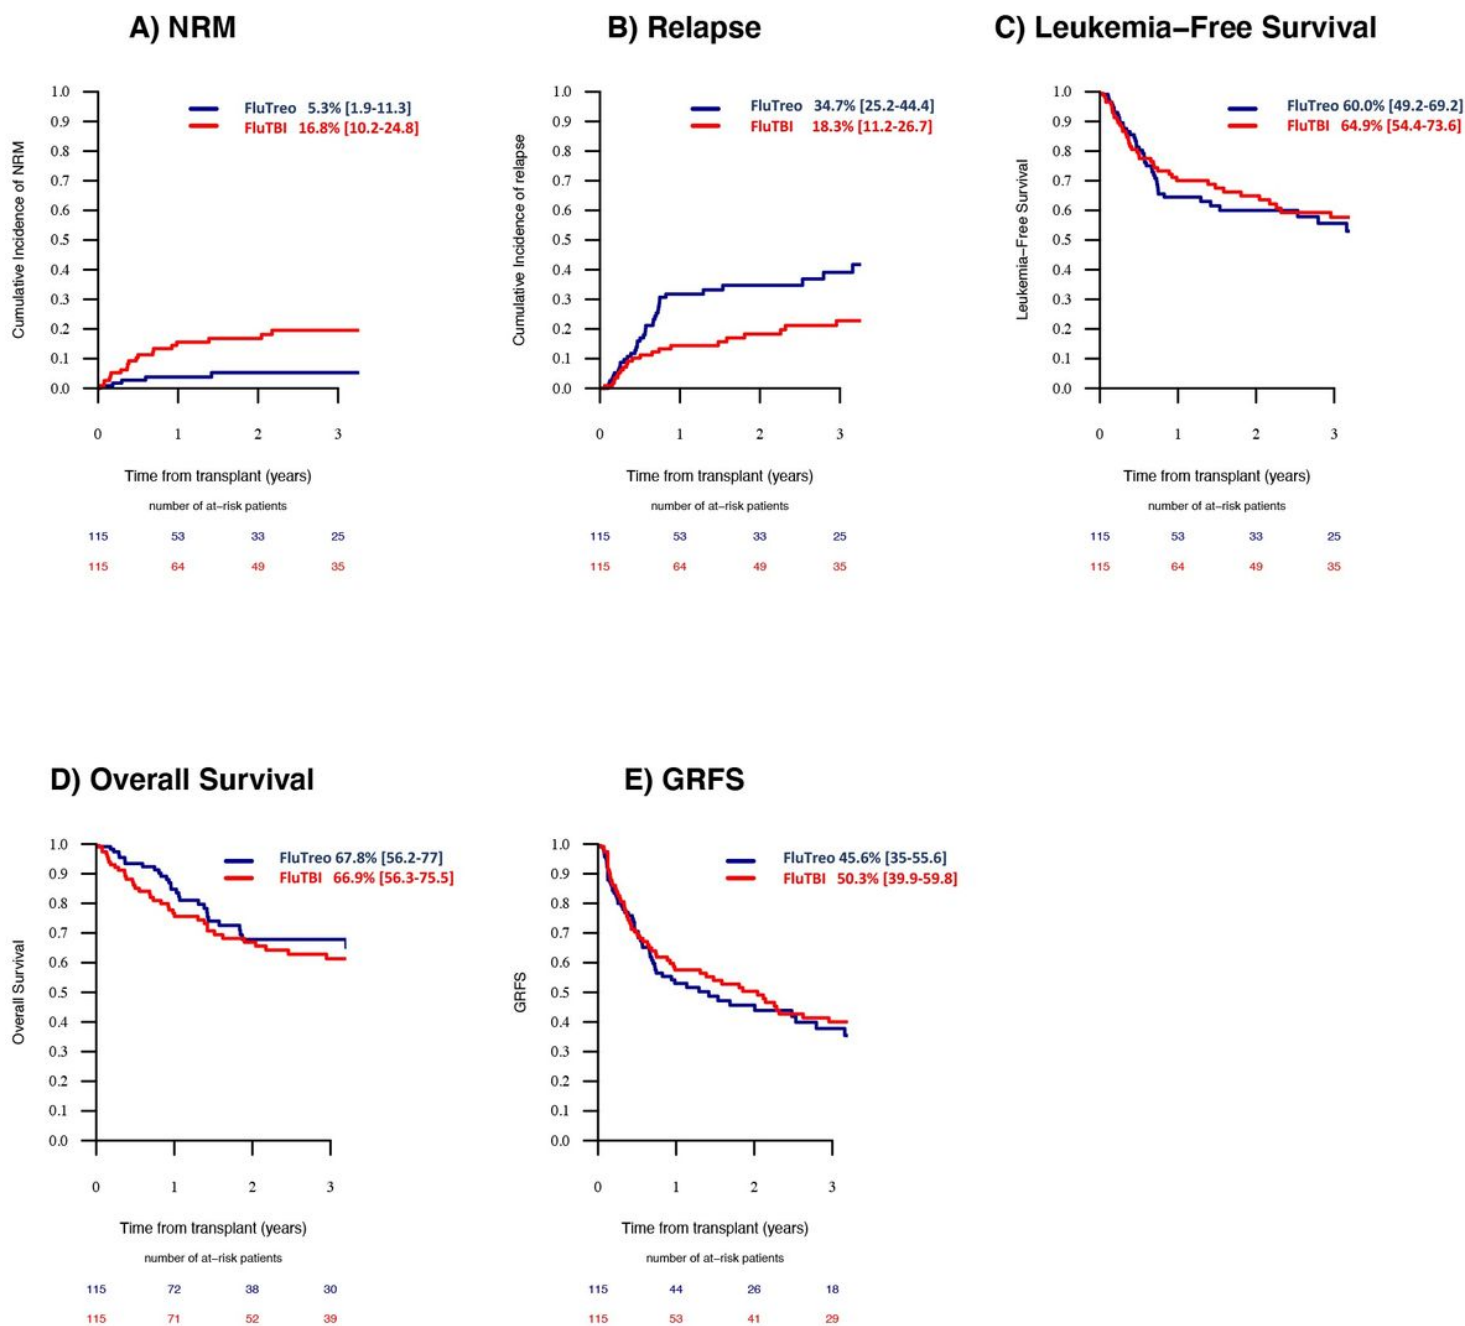 A) NRM
Cumulative Incidence of NRM
1.0
0.9
0.8
0.7
0.6
0.5
0.4
0.3
0.2
0.1
0.0
FluTreo 5.3% [1.9-11.3]
FluTBI 16.8% [10.2-24.8]
0 1 2 3
Time from transplant (years)
number of at-risk patients
115 53 33 25
115 64 49 35
B) Relapse
Cumulative Incidence of relapse
1.0
0.9
0.8
0.7
0.6
0.5
0.4
0.3
0.2
0.1
0.0
FluTreo 34.7% [25.2-44.4]
FluTBI 18.3% [11.2-26.7]
0 1 2 3
Time from transplant (years)
number of at-risk patients
115 53 33 25
115 64 49 35
C) Leukemia-Free Survival
Leukemia-Free Survival
1.0
0.9
0.8
0.7
0.6
0.5
0.4
0.3
0.2
0.1
0.0
FluTreo 60.0% [49.2-69.2]
FluTBI 64.9% [54.4-73.6]
0 1 2 3
Time from transplant (years)
number of at-risk patients
115 53 33 25
115 64 49 35
D) Overall Survival
Overall Survival
1.0
0.9
0.8
0.7
0.6
0.5
0.4
0.3
0.2
0.1
0.0
FluTreo 67.8% [56.2-77]
FluTBI 66.9% [56.3-75.5]
0 1 2 3
Time from transplant (years)
number of at-risk patients
115 72 38 30
115 71 52 39
E) GRFS
GRFS
1.0
0.9
0.8
0.7
0.6
0.5
0.4
0.3
0.2
0.1
0.0
FluTreo 45.6% [35-55.6]
FluTBI 50.3% [39.9-59.8]
0 1 2 3
Time from transplant (years)
number of at-risk patients
115 44 26 18
115 53 41 29